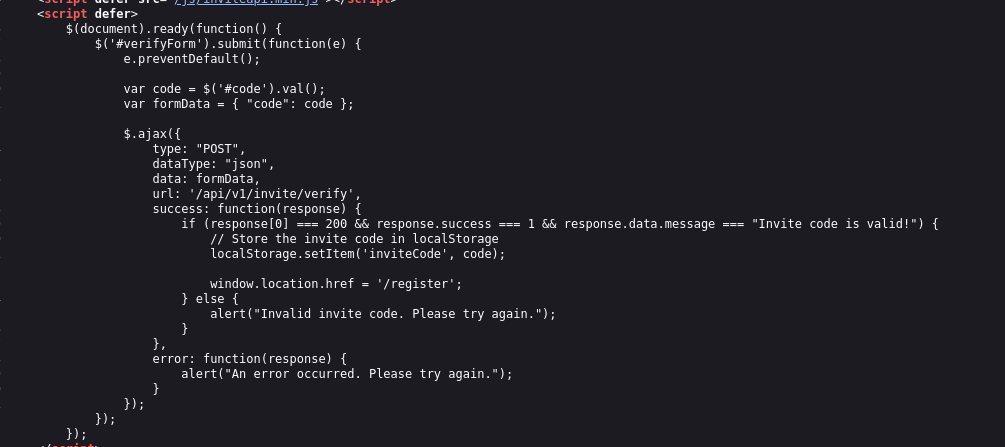 <script defer src="/js/inviteapi.min.js"></script>
<script defer>
$(document).ready(function() {
$('#verifyForm').submit(function(e) {
e.preventDefault();
var code = $('#code').val();
var formData = { "code": code };
$.ajax({
type: "POST",
dataType: "json",
data: formData,
url: '/api/v1/invite/verify',
success: function(response) {
if (response[0] === 200 && response.success === 1 && response.data.message === "Invite code is valid!") {
// Store the invite code in localStorage
localStorage.setItem('inviteCode', code);
window.location.href = '/register';
} else {
alert("Invalid invite code. Please try again.");
}
},
error: function(response) {
alert("An error occurred. Please try again.");
}
});
});
});
</script>